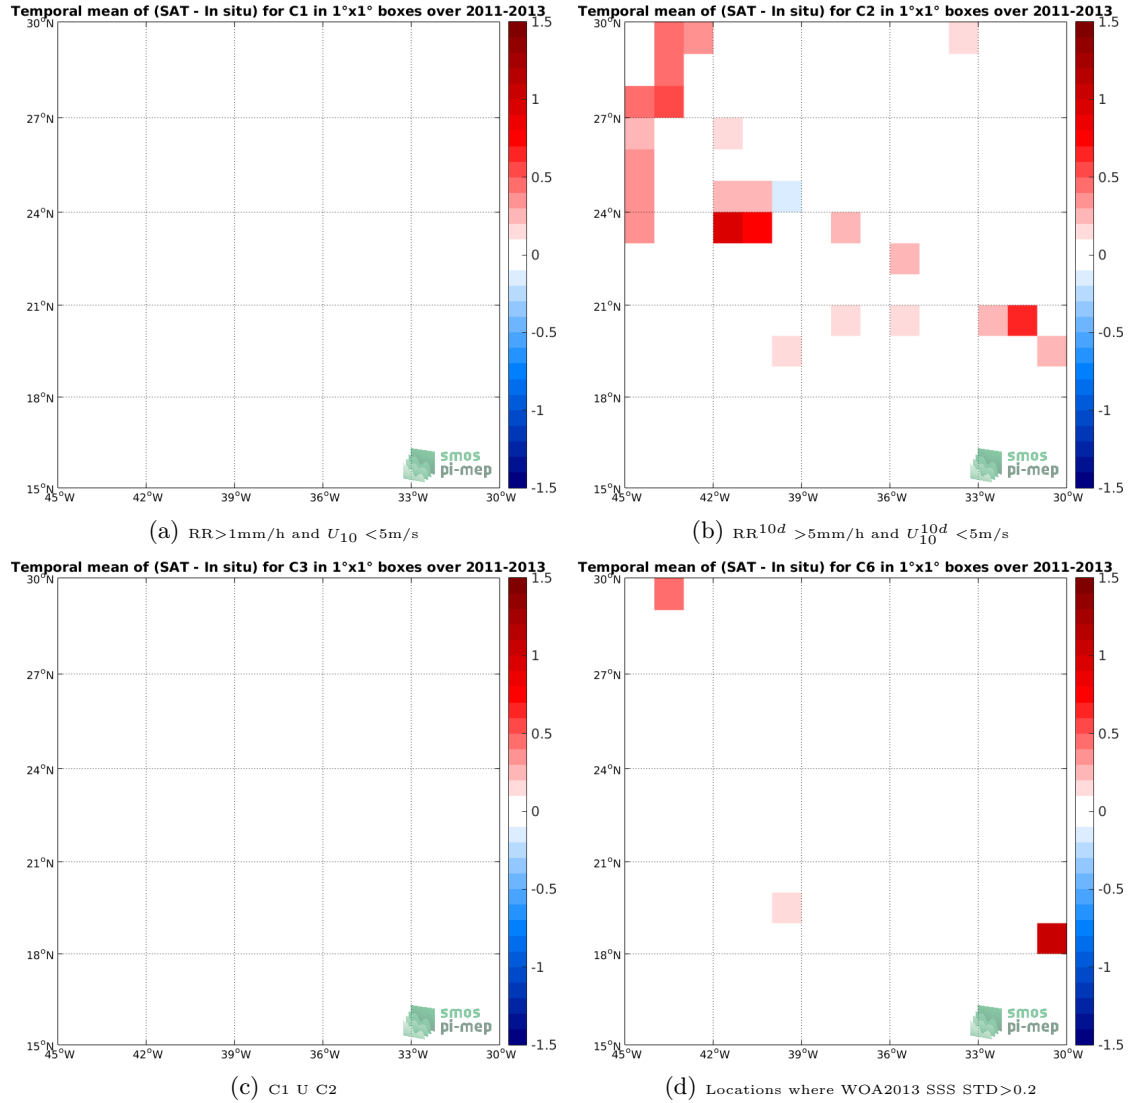 Temporal mean of (SAT - In situ) for C1 in 1°x1° boxes over 2011-2013
30°N
27°N
24°N
21°N
18°N
15°N
45°W 42°W 39°W 36°W 33°W 30°W
1.5
1
0.5
0
-0.5
-1
-1.5
smos
pi-mep
(a) RR>1mm/h and U10 <5m/s
Temporal mean of (SAT - In situ) for C2 in 1°x1° boxes over 2011-2013
30°N
27°N
24°N
21°N
18°N
15°N
45°W 42°W 39°W 36°W 33°W 30°W
1.5
1
0.5
0
-0.5
-1
-1.5
smos
pi-mep
(b) RR^10d >5mm/h and U10^10d <5m/s
Temporal mean of (SAT - In situ) for C3 in 1°x1° boxes over 2011-2013
30°N
27°N
24°N
21°N
18°N
15°N
45°W 42°W 39°W 36°W 33°W 30°W
1.5
1
0.5
0
-0.5
-1
-1.5
smos
pi-mep
(c) C1 U C2
Temporal mean of (SAT - In situ) for C6 in 1°x1° boxes over 2011-2013
30°N
27°N
24°N
21°N
18°N
15°N
45°W 42°W 39°W 36°W 33°W 30°W
1.5
1
0.5
0
-0.5
-1
-1.5
smos
pi-mep
(d) Locations where WOA2013 SSS STD>0.2